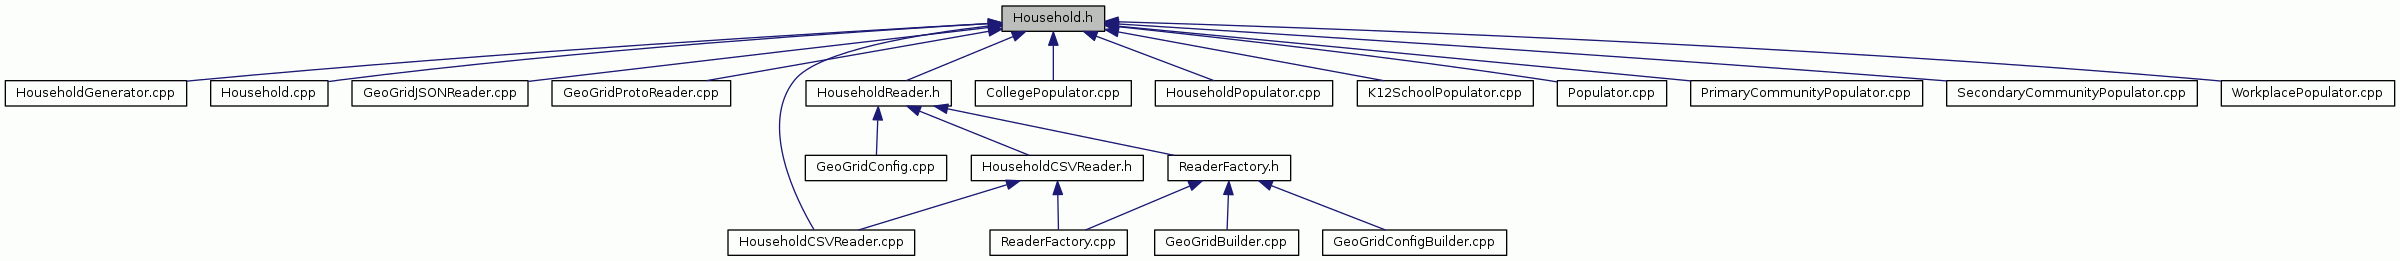 Household.h
HouseholdGenerator.cpp
Household.cpp
GeoGridJSONReader.cpp
GeoGridProtoReader.cpp
HouseholdReader.h
CollegePopulator.cpp
HouseholdPopulator.cpp
K12SchoolPopulator.cpp
Populator.cpp
PrimaryCommunityPopulator.cpp
SecondaryCommunityPopulator.cpp
WorkplacePopulator.cpp
GeoGridConfig.cpp
HouseholdCSVReader.h
ReaderFactory.h
HouseholdCSVReader.cpp
ReaderFactory.cpp
GeoGridBuilder.cpp
GeoGridConfigBuilder.cpp